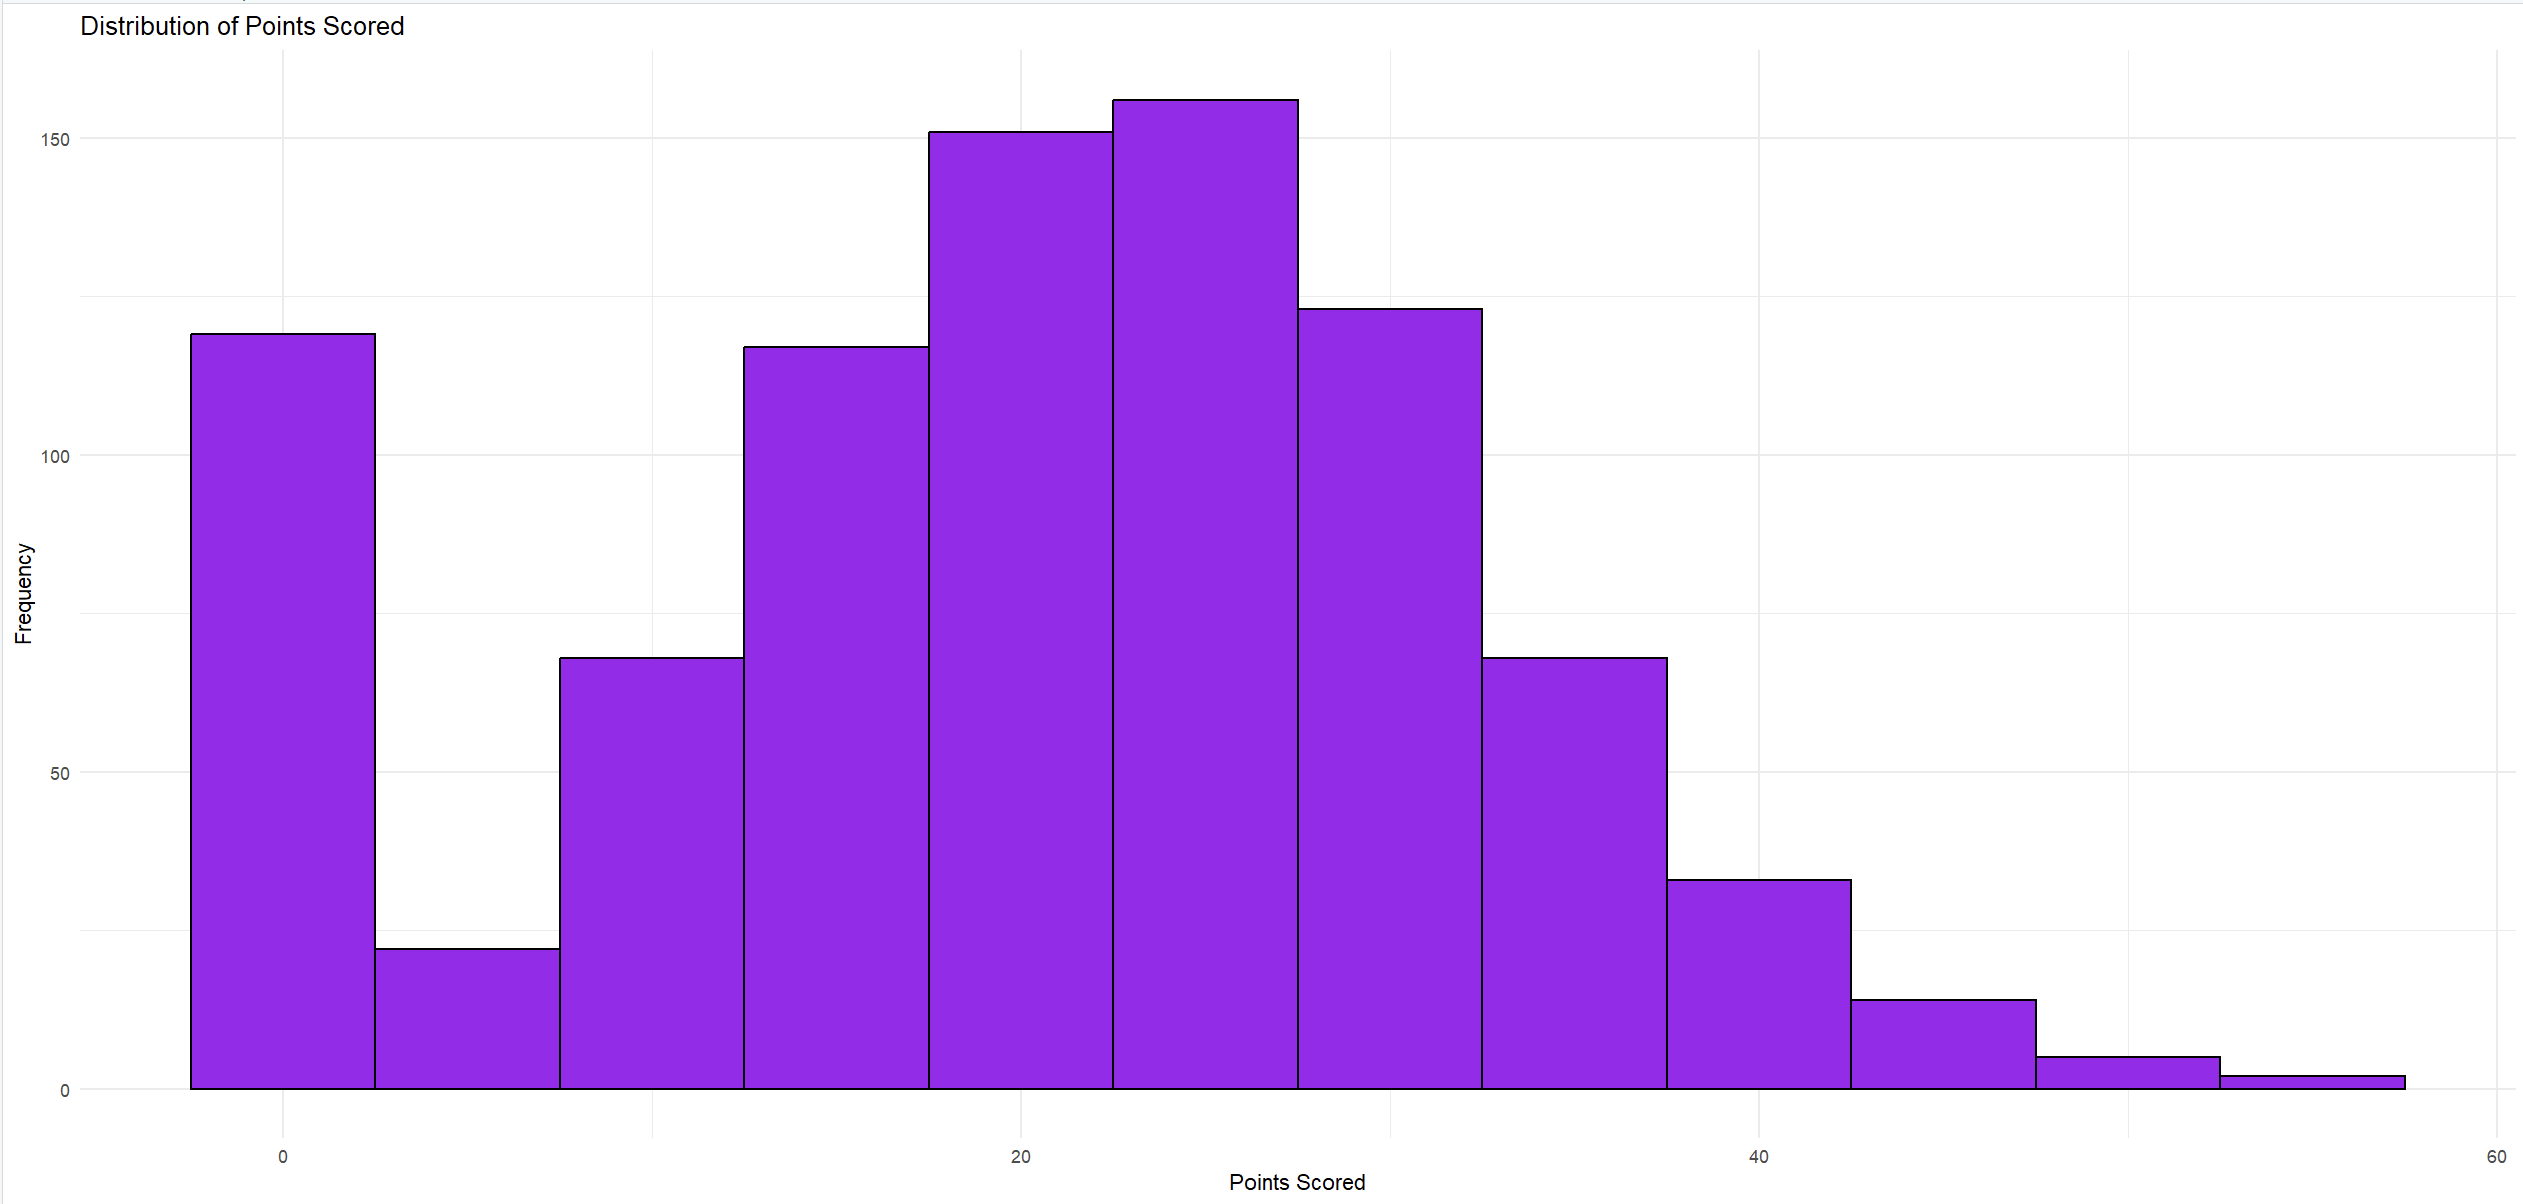 Distribution of Points Scored
150
100
50
0
Frequency
0 20 40 60
Points Scored